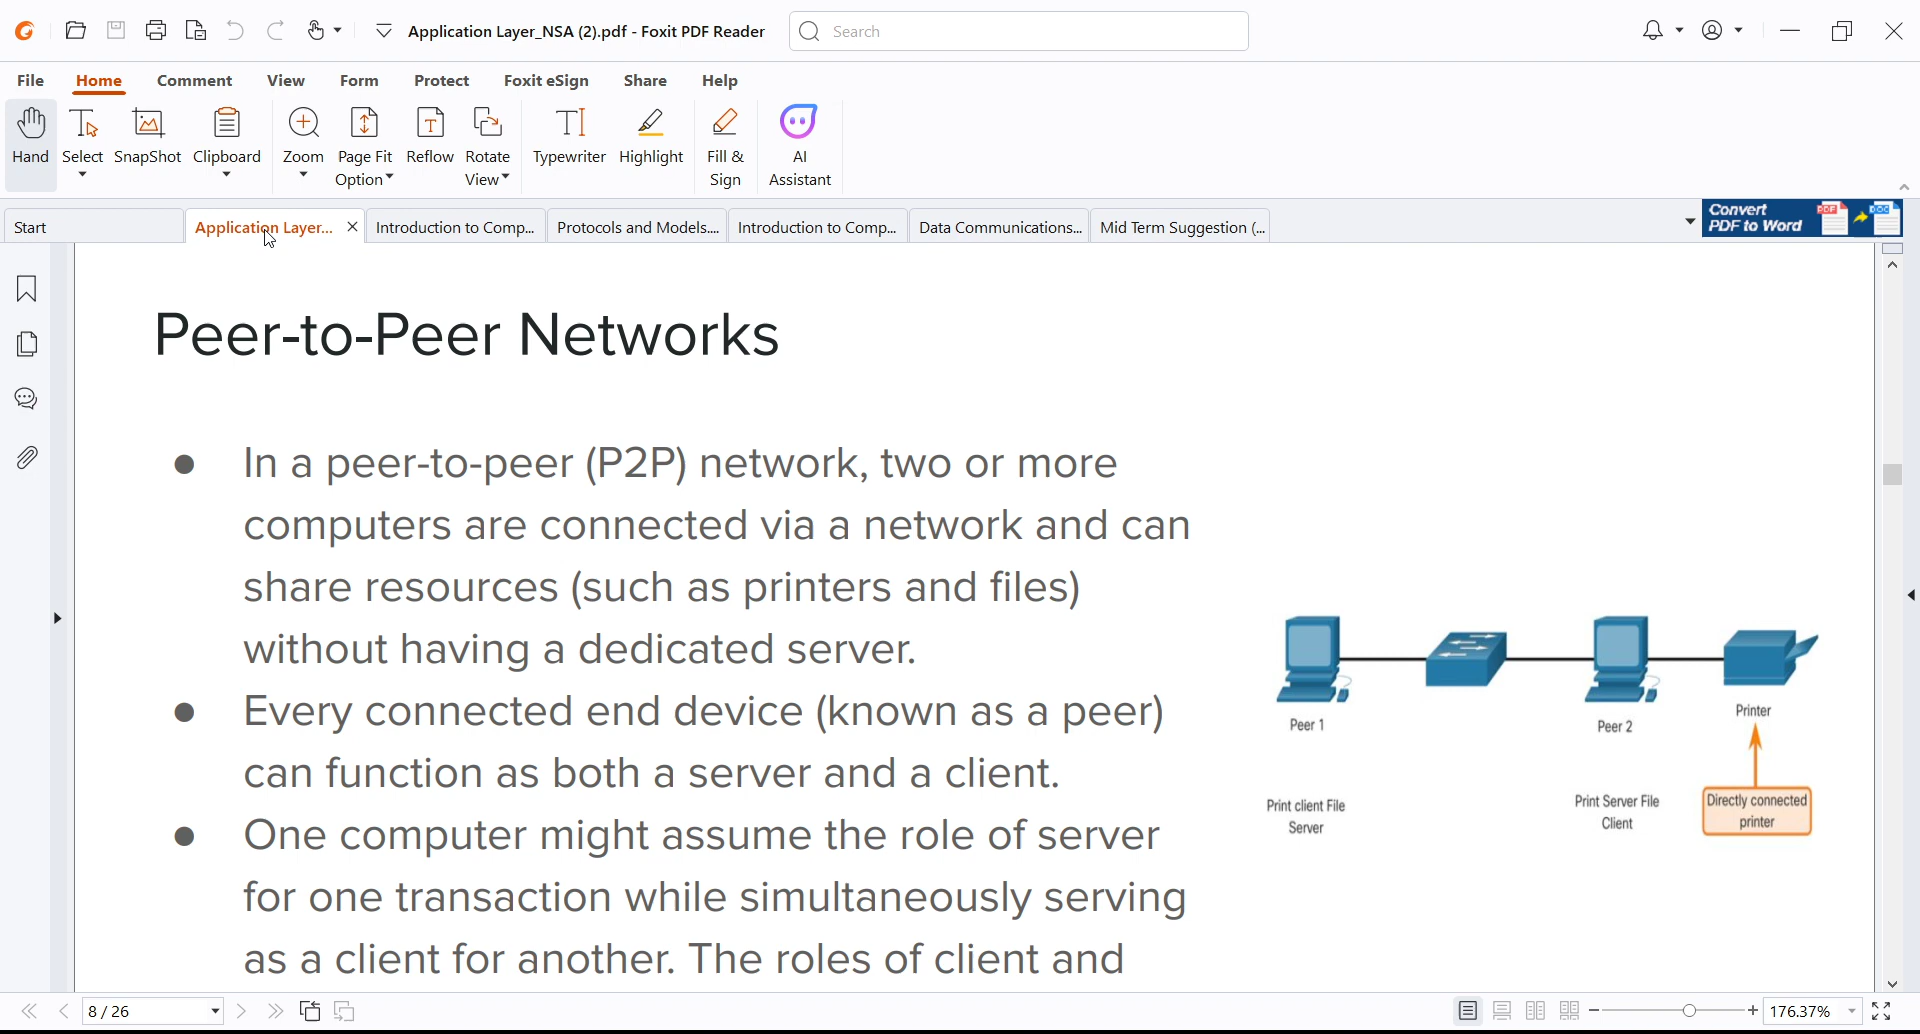 Application Layer_NSA (2).pdf - Foxit PDF Reader
Search
File Home Comment View Form Protect Foxit eSign Share Help
Hand Select SnapShot Clipboard Zoom Page Fit Option Reflow Rotate View Typewriter Highlight Fill & Sign AI Assistant
Start
Application Layer...
Introduction to Comp...
Protocols and Models....
Introduction to Comp...
Data Communications...
Mid Term Suggestion (...
Convert
PDF to Word
PDF
DOC
Peer-to-Peer Networks
● In a peer-to-peer (P2P) network, two or more
computers are connected via a network and can
share resources (such as printers and files)
without having a dedicated server.
● Every connected end device (known as a peer)
can function as both a server and a client.
● One computer might assume the role of server
for one transaction while simultaneously serving
as a client for another. The roles of client and
Peer 1
Peer 2
Printer
Print client File
Server
Print Server File
Client
Directly connected
printer
8 / 26
176.37%